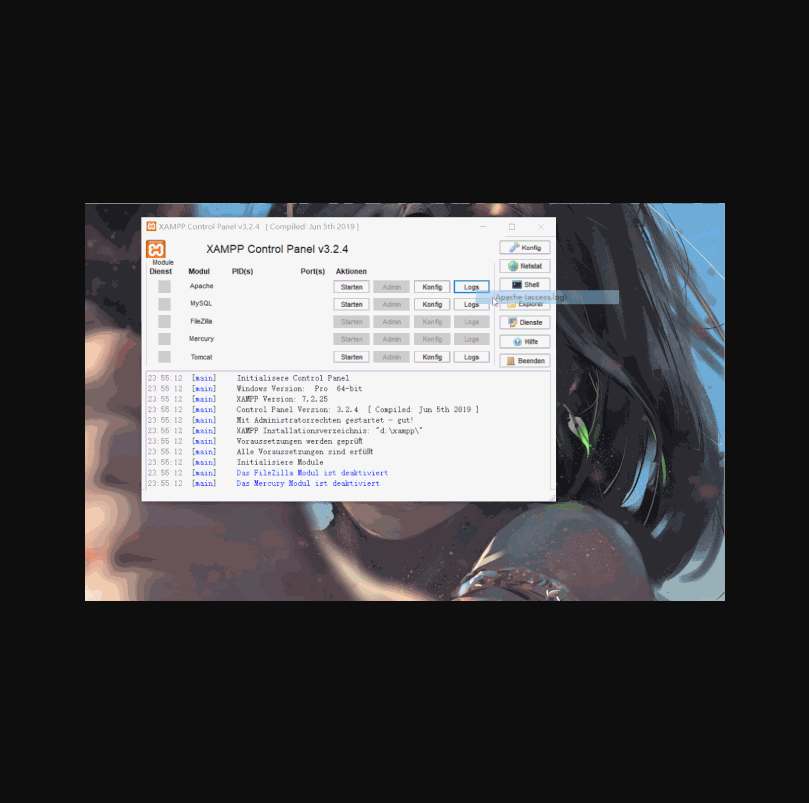 XAMPP Control Panel v3.2.4 [ Compiled: Jun 5th 2019 ]
XAMPP Control Panel v3.2.4
Konfig
Module
Dienst Modul PID(s) Port(s) Aktionen
Netstat
Apache Starten Admin Konfig Logs
Shell
Apache (access.log)
MySQL Starten Admin Konfig Logs
Explorer
FileZilla Starten Admin Konfig Logs
Dienste
Mercury Starten Admin Konfig Logs
Hilfe
Tomcat Starten Admin Konfig Logs
Beenden
23:55:12 [main] Initialisere Control Panel
23:55:12 [main] Windows Version: Pro 64-bit
23:55:12 [main] XAMPP Version: 7.2.25
23:55:12 [main] Control Panel Version: 3.2.4 [ Compiled: Jun 5th 2019 ]
23:55:12 [main] Mit Administratorrechten gestartet - gut!
23:55:12 [main] XAMPP Installationsverzeichnis: "d:\xampp\"
23:55:12 [main] Voraussetzungen werden geprüft
23:55:12 [main] Alle Voraussetzungen sind erfüllt
23:55:12 [main] Initialisiere Module
23:55:12 [main] Das FileZilla Modul ist deaktiviert
23:55:12 [main] Das Mercury Modul ist deaktiviert